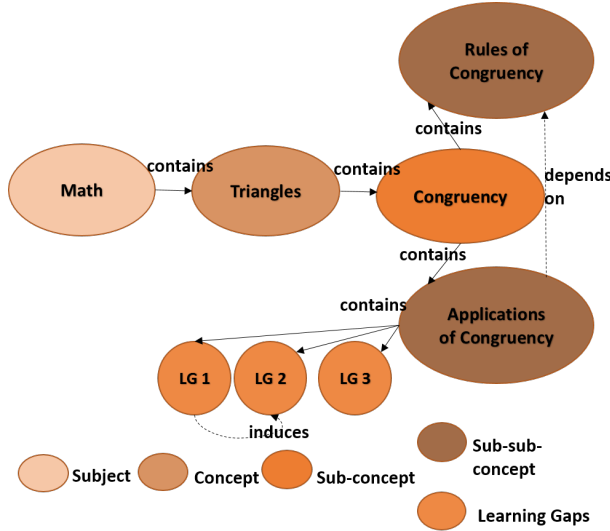 Rules of
Congruency
contains
contains
contains
depends
on
Math
Triangles
Congruency
contains
contains
Applications
of Congruency
LG 1
LG 2
LG 3
induces
Subject
Concept
Sub-concept
Sub-sub-
concept
Learning Gaps